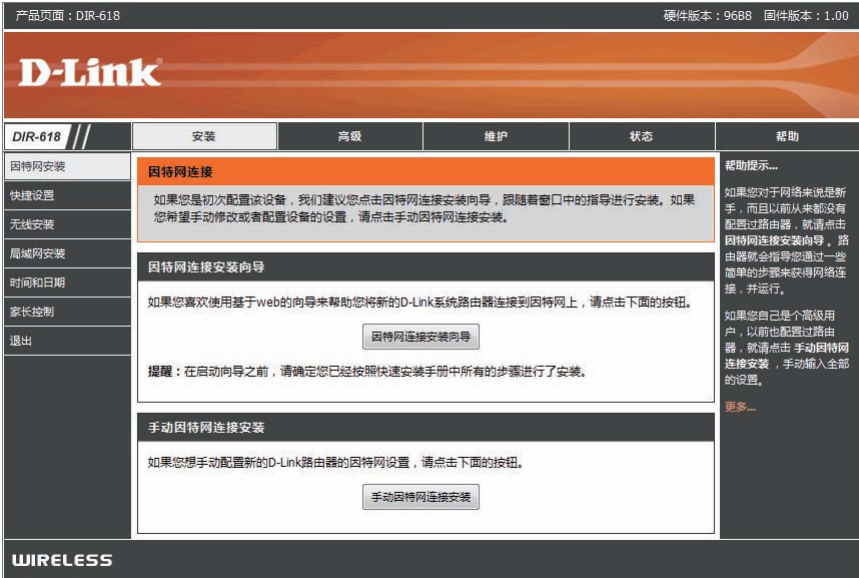 产品页面：DIR-618
硬件版本：96B8 固件版本：1.00
D-Link
DIR-618
安装
高级
维护
状态
帮助
因特网安装
快捷设置
无线安装
局域网安装
时间和日期
家长控制
退出
因特网连接
如果您是初次配置该设备，我们建议您点击因特网连接安装向导，跟随着窗口中的指导进行安装。如果
您希望手动修改或者配置设备的设置，请点击手动因特网连接安装。
因特网连接安装向导
如果您喜欢使用基于web的向导来帮助您将新的D-Link系统路由器连接到因特网上，请点击下面的按钮。
因特网连接安装向导
提醒：在启动向导之前，请确定您已经按照快速安装手册中所有的步骤进行了安装。
手动因特网连接安装
如果您想手动配置新的D-Link路由器的因特网设置，请点击下面的按钮。
手动因特网连接安装
帮助提示...
如果您对于网络来说是新
手，而且以前从来都没有
配置过路由器，就请点击
因特网连接安装向导。路
由器就会指导您通过一些
简单的步骤来获得网络连
接，并运行。
如果您自己是个高级用
户，以前也配置过路由
器，就请点击 手动因特网
连接安装，手动输入全部
的设置。
更多...
WIRELESS